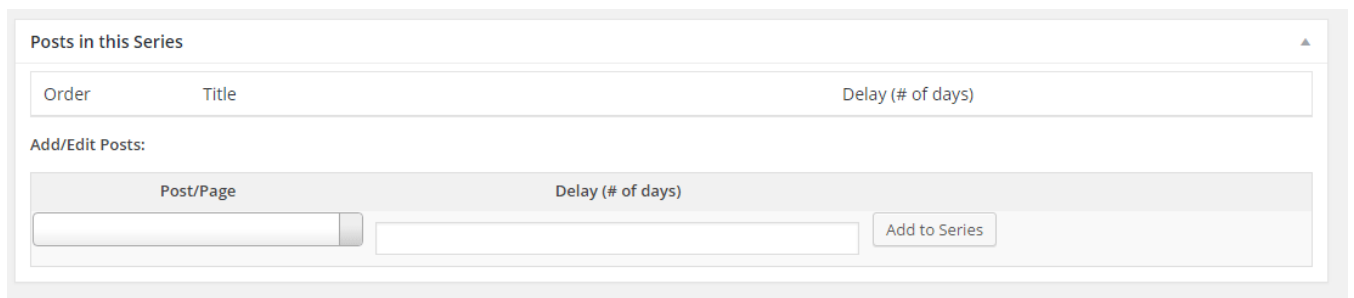 Posts in this Series
Order Title Delay (# of days)
Add/Edit Posts:
Post/Page Delay (# of days)
Add to Series